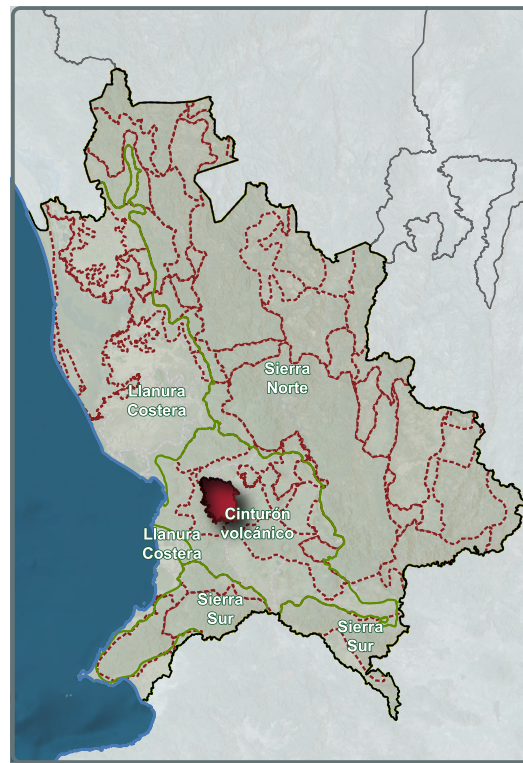 Sierra
Norte
Llanura
Costera
Cinturón
volcánico
Llanura
Costera
Sierra
Sur
Sierra
Sur